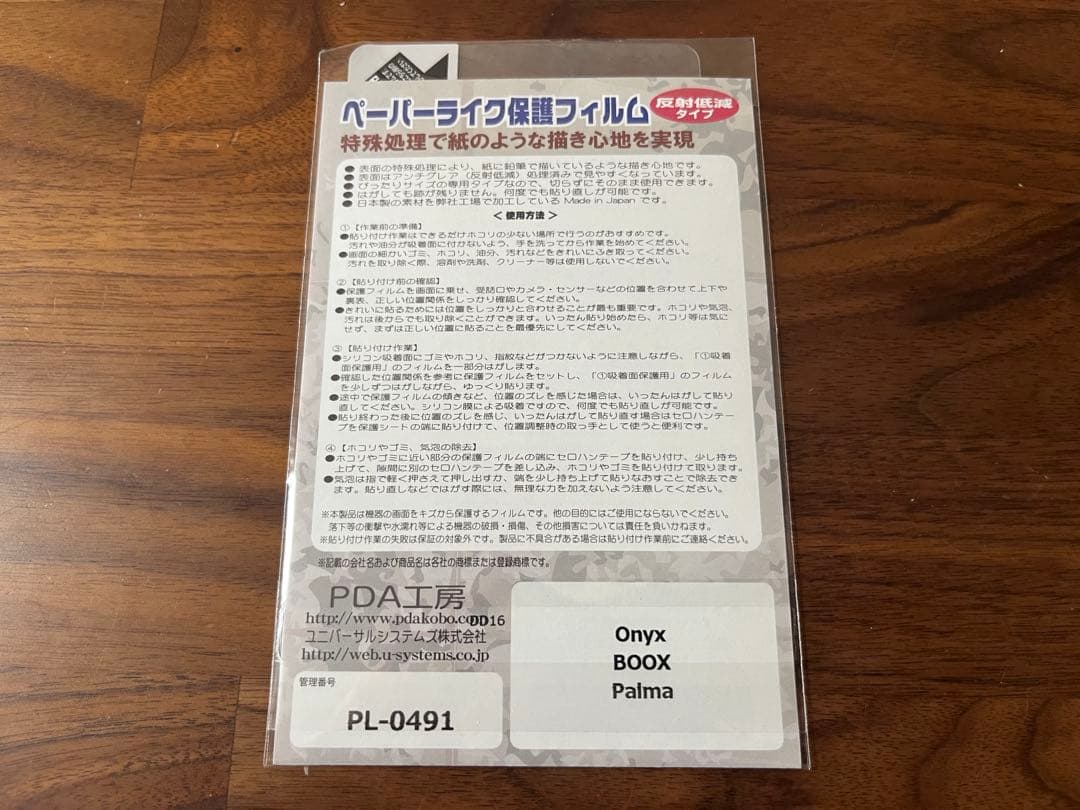 ペーパーライク保護フィルム
反射低減
タイプ
特殊処理で紙のような描き心地を実現
●表面の特殊処理により、紙に鉛筆で描いているような描き心地です。
●表面はアンチグレア（反射低減）処理済みで見やすくなっています。
●ぴったりサイズの専用タイプなので、切らずにそのまま使用できます。
●はがしても跡が残りません。何度でも貼り直しが可能です。
●日本製の素材を弊社工場で加工している Made in Japan です。
＜使用方法＞
①【作業前の準備】
●貼り付け作業はできるだけホコリの少ない場所で行うのがおすすめです。
汚れや油分が吸着面に付かないよう、手を洗ってから作業を始めてください。
●画面の細かいゴミ、ホコリ、油分、汚れなどをきれいにふき取ってください。
汚れを取り除く際、溶剤や洗剤、クリーナー等は使用しないでください。
②【貼り付け前の確認】
●保護フィルムを画面に乗せ、受話口やカメラ・センサーなどの位置を合わせて上下や
裏表、正しい位置関係をしっかり確認してください。
●きれいに貼るためには位置をしっかりと合わせることが最も重要です。ホコリや気泡、
汚れは後からでも取り除くことができます。いったん貼り始めたら、ホコリ等は気に
せず、まずは正しい位置に貼ることを最優先にしてください。
③【貼り付け作業】
●シリコン吸着面にゴミやホコリ、指紋などがつかないように注意しながら、「①吸着
面保護用」のフィルムを一部分はがします。
●確認した位置関係を参考に保護フィルムをセットし、「①吸着面保護用」のフィルム
を少しずつはがしながら、ゆっくり貼ります。
●途中で保護フィルムの傾きなど、位置のズレを感じた場合は、いったんはがして貼り
直してください。シリコン膜による吸着ですので、何度でも貼り直しが可能です。
●貼り終わった後に位置のズレを感じ、いったんはがして貼り直す場合はセロハンテー
プを保護シートの端に貼り付けて、位置調整時の取っ手として使うと便利です。
④【ホコリやゴミ、気泡の除去】
●ホコリやゴミに近い部分の保護フィルムの端にセロハンテープを貼り付け、少し持ち
上げて、隙間に別のセロハンテープを差し込み、ホコリやゴミを貼り付けて取ります。
●気泡は指で軽く押さえて押し出すか、端を少し持ち上げて貼りなおすことで除去でき
ます。貼り直しなどではがす際には、無理な力を加えないよう注意してください。
※本製品は機器の画面をキズから保護するフィルムです。他の目的にはご使用にならないでください。
落下等の衝撃や水濡れ等による機器の破損・損傷、その他損害については責任を負いかねます。
※貼り付け作業の失敗は保証の対象外です。製品に不具合がある場合は貼り付け作業前にご連絡ください。
※記載の会社名および商品名は各社の商標または登録商標です。
PDA工房
http://www.pdakobo.com
DD16
ユニバーサルシステムズ株式会社
http://web.u-systems.co.jp
管理番号
PL-0491
Onyx
BOOX
Palma